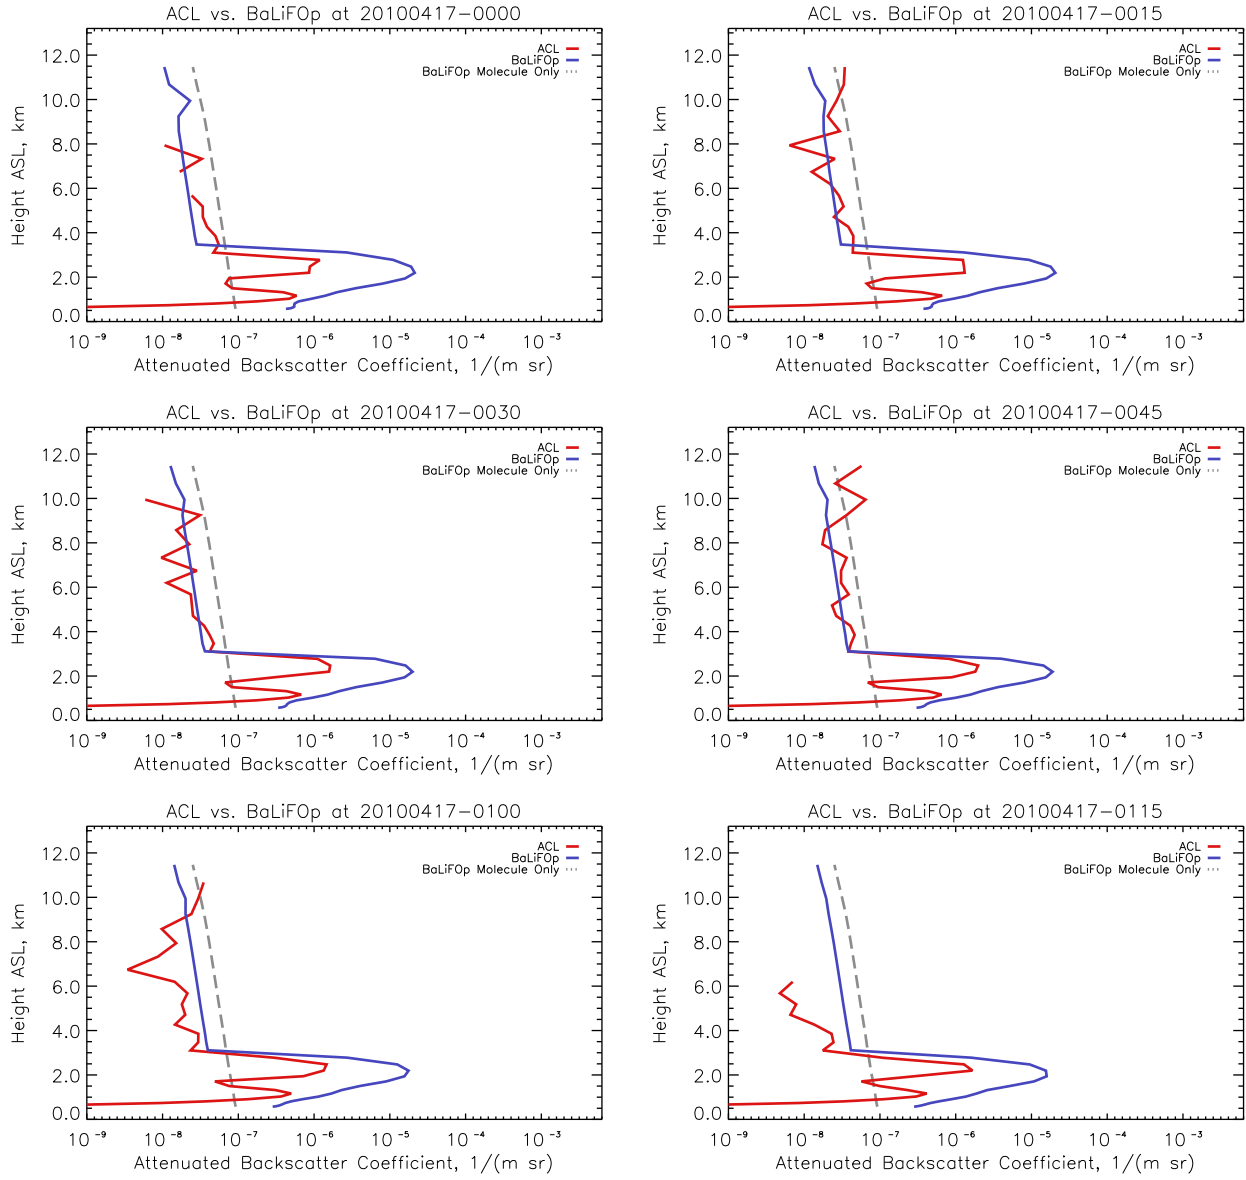 ACL vs. BaLiFOp at 20100417-0000
Height ASL, km
12.0
10.0
8.0
6.0
4.0
2.0
0.0
ACL
BaLiFOp
BaLiFOp Molecule Only
10⁻⁹ 10⁻⁸ 10⁻⁷ 10⁻⁶ 10⁻⁵ 10⁻⁴ 10⁻³
Attenuated Backscatter Coefficient, 1/(m sr)
ACL vs. BaLiFOp at 20100417-0015
Height ASL, km
12.0
10.0
8.0
6.0
4.0
2.0
0.0
ACL
BaLiFOp
BaLiFOp Molecule Only
10⁻⁹ 10⁻⁸ 10⁻⁷ 10⁻⁶ 10⁻⁵ 10⁻⁴ 10⁻³
Attenuated Backscatter Coefficient, 1/(m sr)
ACL vs. BaLiFOp at 20100417-0030
Height ASL, km
12.0
10.0
8.0
6.0
4.0
2.0
0.0
ACL
BaLiFOp
BaLiFOp Molecule Only
10⁻⁹ 10⁻⁸ 10⁻⁷ 10⁻⁶ 10⁻⁵ 10⁻⁴ 10⁻³
Attenuated Backscatter Coefficient, 1/(m sr)
ACL vs. BaLiFOp at 20100417-0045
Height ASL, km
12.0
10.0
8.0
6.0
4.0
2.0
0.0
ACL
BaLiFOp
BaLiFOp Molecule Only
10⁻⁹ 10⁻⁸ 10⁻⁷ 10⁻⁶ 10⁻⁵ 10⁻⁴ 10⁻³
Attenuated Backscatter Coefficient, 1/(m sr)
ACL vs. BaLiFOp at 20100417-0100
Height ASL, km
12.0
10.0
8.0
6.0
4.0
2.0
0.0
ACL
BaLiFOp
BaLiFOp Molecule Only
10⁻⁹ 10⁻⁸ 10⁻⁷ 10⁻⁶ 10⁻⁵ 10⁻⁴ 10⁻³
Attenuated Backscatter Coefficient, 1/(m sr)
ACL vs. BaLiFOp at 20100417-0115
Height ASL, km
12.0
10.0
8.0
6.0
4.0
2.0
0.0
ACL
BaLiFOp
BaLiFOp Molecule Only
10⁻⁹ 10⁻⁸ 10⁻⁷ 10⁻⁶ 10⁻⁵ 10⁻⁴ 10⁻³
Attenuated Backscatter Coefficient, 1/(m sr)